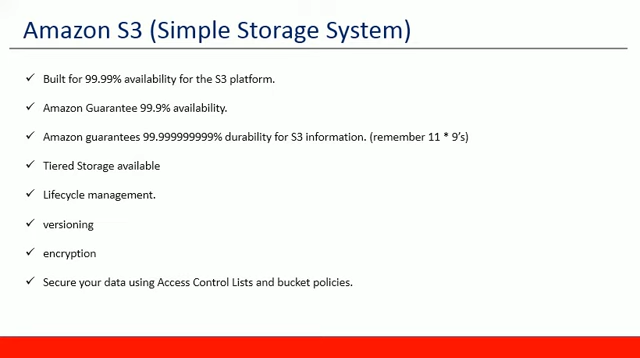 Amazon S3 (Simple Storage System)
✓ Built for 99.99% availability for the S3 platform.
✓ Amazon Guarantee 99.9% availability.
✓ Amazon guarantees 99.999999999% durability for S3 information. (remember 11 * 9's)
✓ Tiered Storage available
✓ Lifecycle management.
✓ versioning
✓ encryption
✓ Secure your data using Access Control Lists and bucket policies.